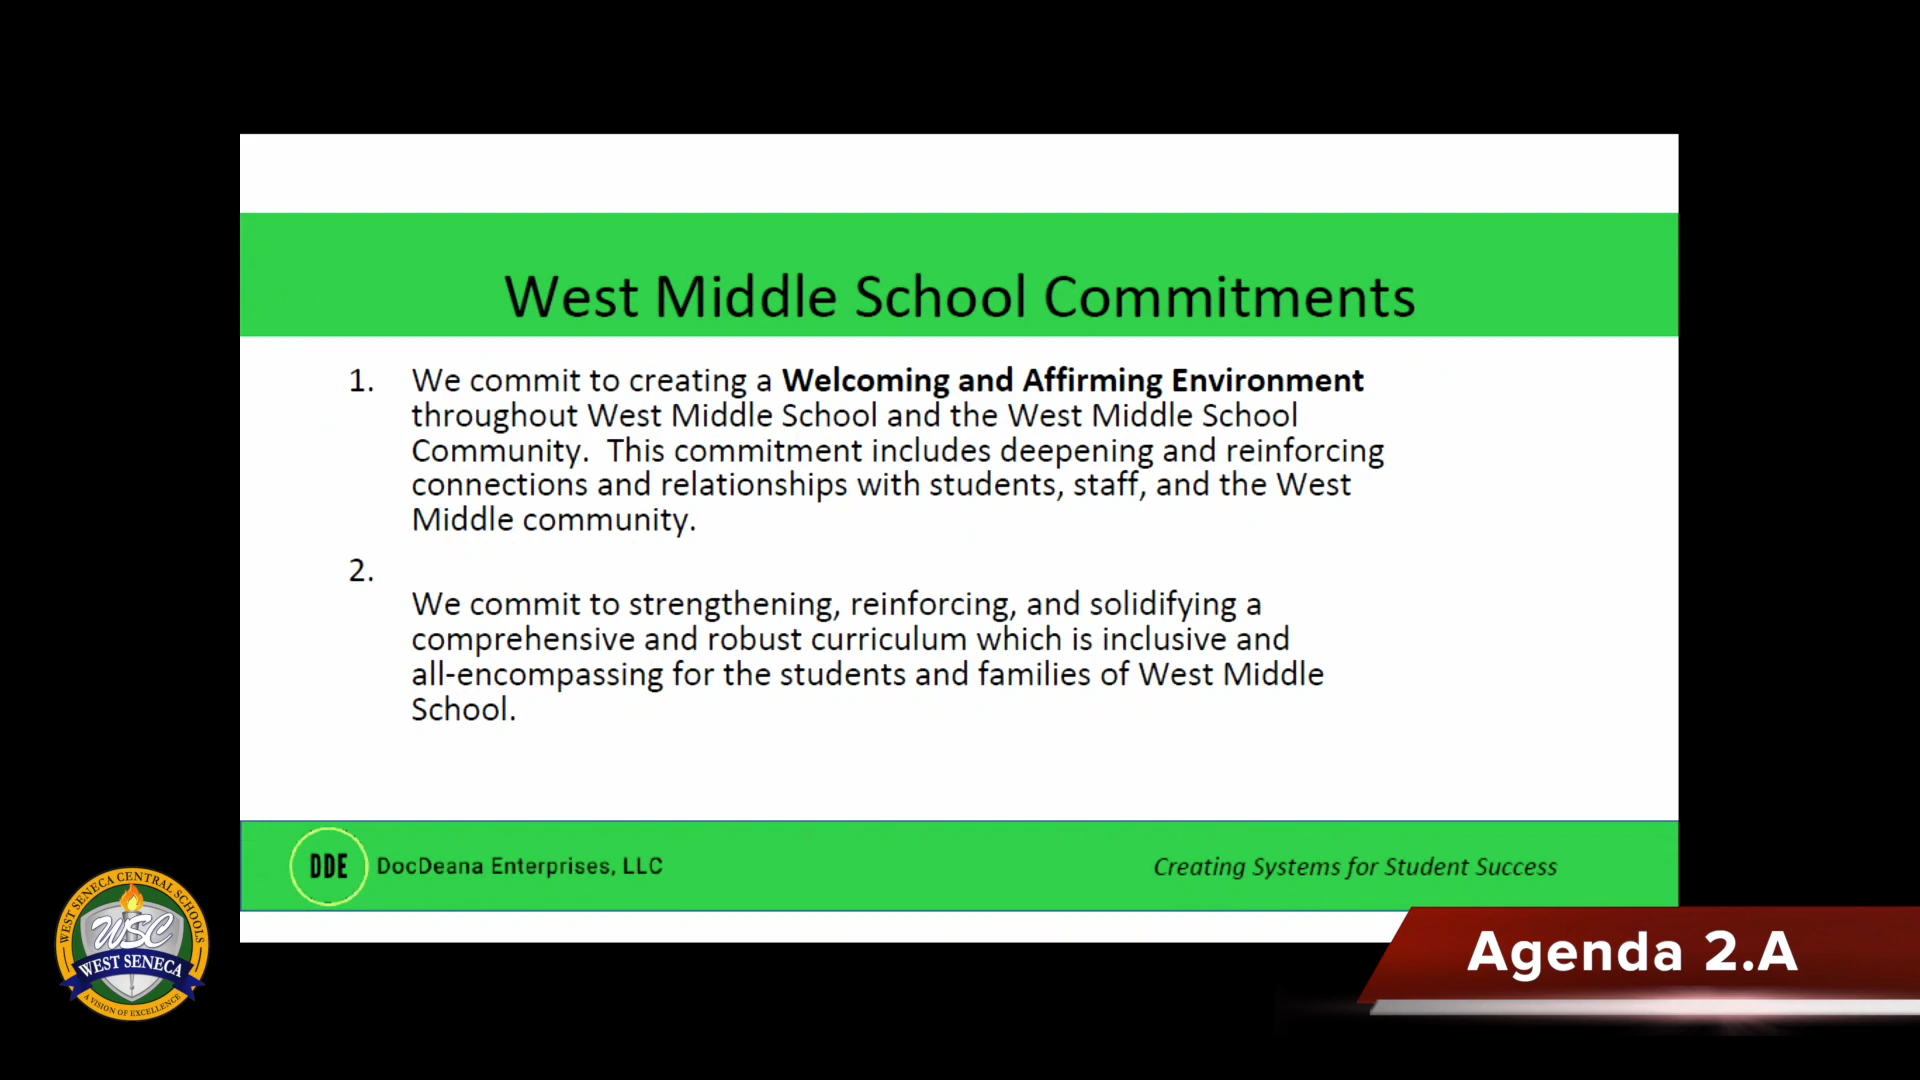 West Middle School Commitments
1. We commit to creating a Welcoming and Affirming Environment
throughout West Middle School and the West Middle School
Community.  This commitment includes deepening and reinforcing
connections and relationships with students, staff, and the West
Middle community.
2.
We commit to strengthening, reinforcing, and solidifying a
comprehensive and robust curriculum which is inclusive and
all-encompassing for the students and families of West Middle
School.
DDE DocDeana Enterprises, LLC
Creating Systems for Student Success
WEST SENECA CENTRAL SCHOOLS
WSC
WEST SENECA
A VISION OF EXCELLENCE
Agenda 2.A